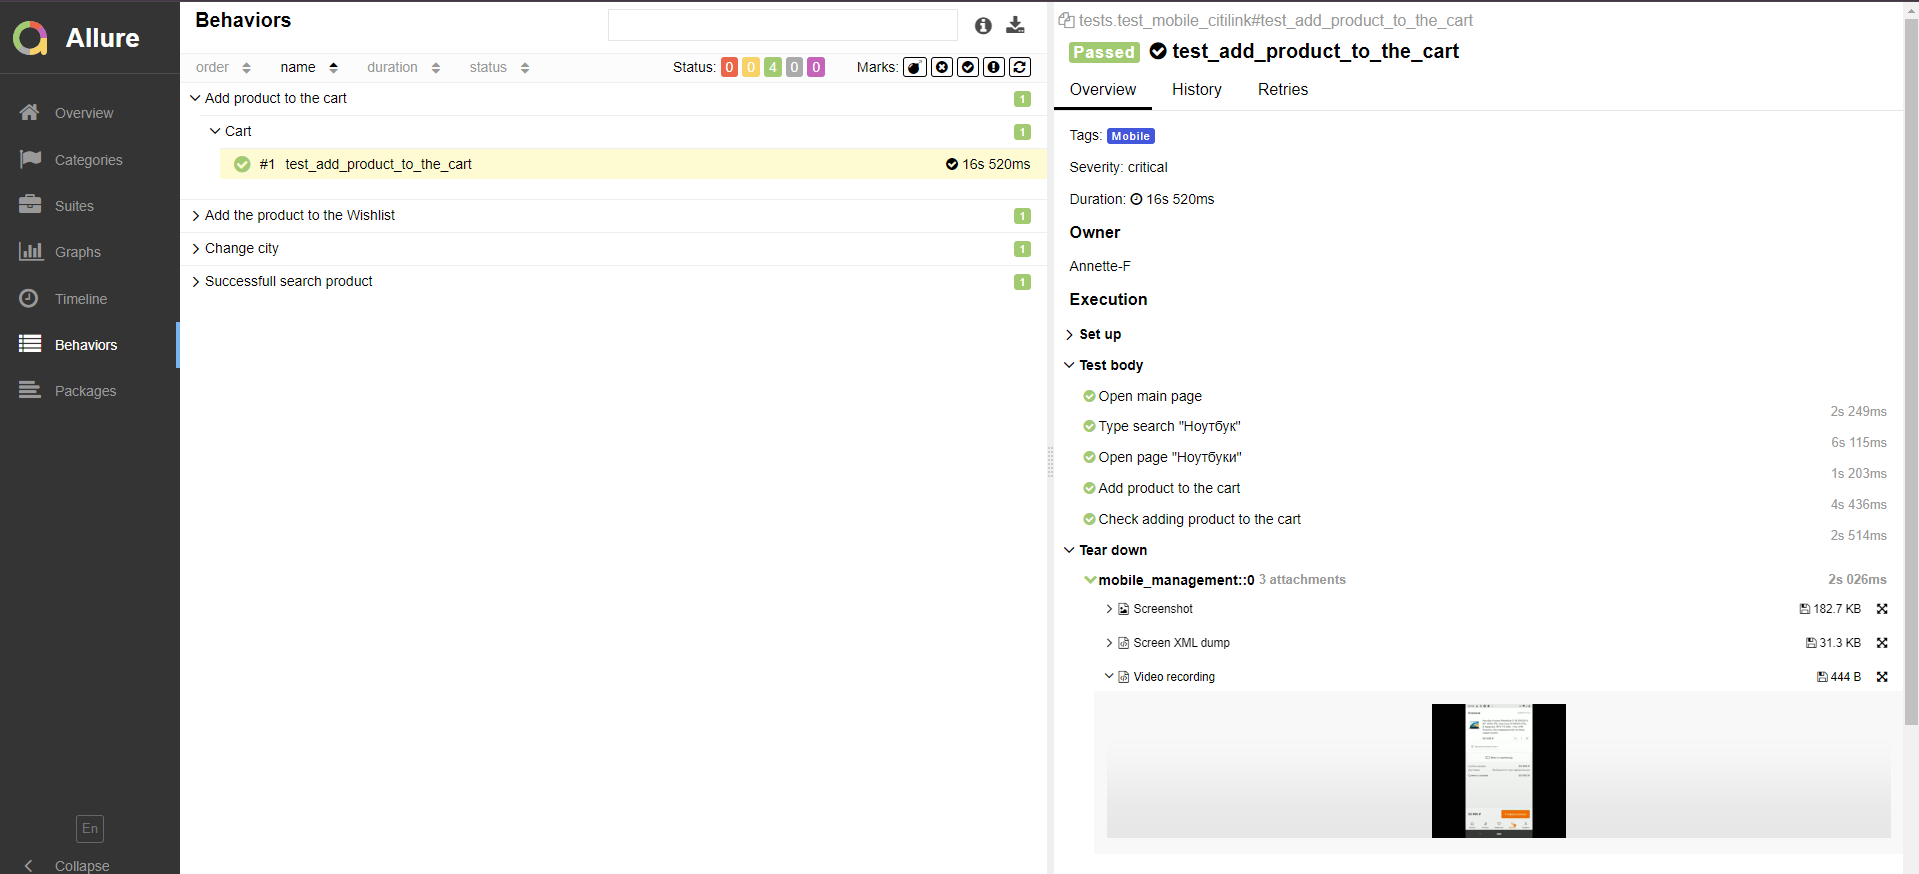 Allure
Overview
Categories
Suites
Graphs
Timeline
Behaviors
Packages
En
Collapse
Behaviors
order name duration status Status: 0 0 4 0 0 Marks:
Add product to the cart 1
Cart 1
#1 test_add_product_to_the_cart 16s 520ms
Add the product to the Wishlist 1
Change city 1
Successfull search product 1
tests.test_mobile_citilink#test_add_product_to_the_cart
Passed test_add_product_to_the_cart
Overview History Retries
Tags: Mobile
Severity: critical
Duration: 16s 520ms
Owner
Annette-F
Execution
Set up
Test body
Open main page
2s 249ms
Type search "Ноутбук"
6s 115ms
Open page "Ноутбуки"
1s 203ms
Add product to the cart
4s 436ms
Check adding product to the cart
2s 514ms
Tear down
mobile_management::0 3 attachments 2s 026ms
Screenshot 182.7 KB
Screen XML dump 31.3 KB
Video recording 444 B